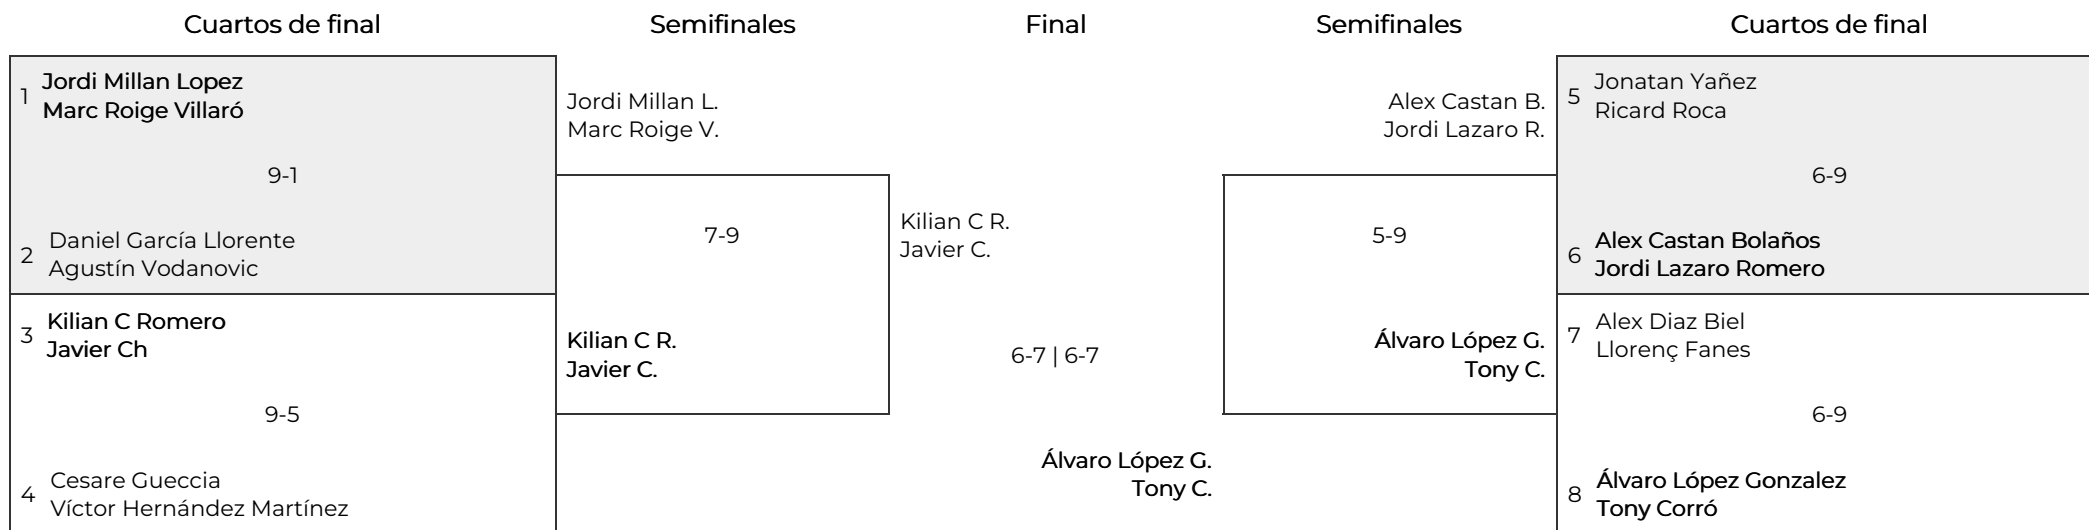 Cuartos de final
Semifinales
Final
Semifinales
Cuartos de final
1
Jordi Millan Lopez
Marc Roige Villaró
9-1
2
Daniel García Llorente
Agustín Vodanovic
3
Kilian C Romero
Javier Ch
9-5
4
Cesare Gueccia
Víctor Hernández Martínez
Jordi Millan L.
Marc Roige V.
7-9
Kilian C R.
Javier C.
Kilian C R.
Javier C.
6-7 | 6-7
Álvaro López G.
Tony C.
Alex Castan B.
Jordi Lazaro R.
5-9
Álvaro López G.
Tony C.
5
Jonatan Yañez
Ricard Roca
6-9
6
Alex Castan Bolaños
Jordi Lazaro Romero
7
Alex Diaz Biel
Llorenç Fanes
6-9
8
Álvaro López Gonzalez
Tony Corró